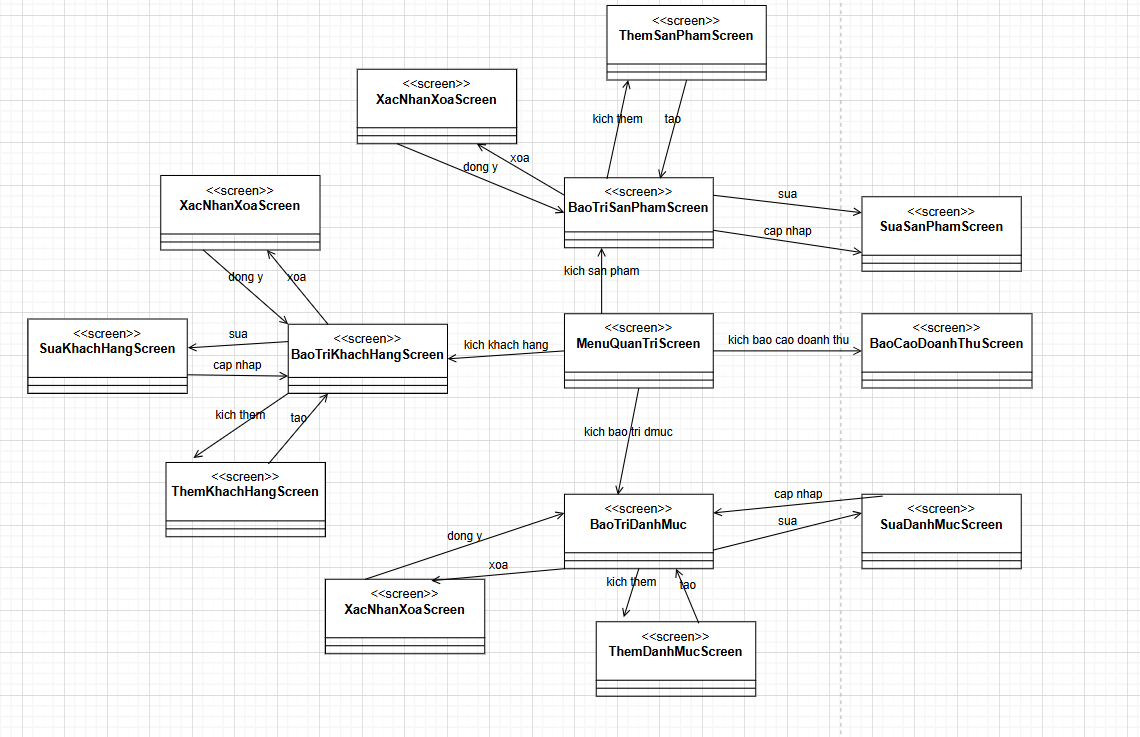 <<screen>>
ThemSanPhamScreen
<<screen>>
XacNhanXoaScreen
kich them
tao
xoa
dong y
<<screen>>
BaoTriSanPhamScreen
sua
cap nhap
<<screen>>
SuaSanPhamScreen
<<screen>>
XacNhanXoaScreen
dong y
xoa
kich san pham
<<screen>>
SuaKhachHangScreen
sua
cap nhap
<<screen>>
BaoTriKhachHangScreen
kich khach hang
<<screen>>
MenuQuanTriScreen
kich bao cao doanh thu
<<screen>>
BaoCaoDoanhThuScreen
kich them
tao
kich bao tri dmuc
<<screen>>
ThemKhachHangScreen
<<screen>>
BaoTriDanhMuc
cap nhap
sua
<<screen>>
SuaDanhMucScreen
dong y
xoa
kich them
tao
<<screen>>
XacNhanXoaScreen
<<screen>>
ThemDanhMucScreen